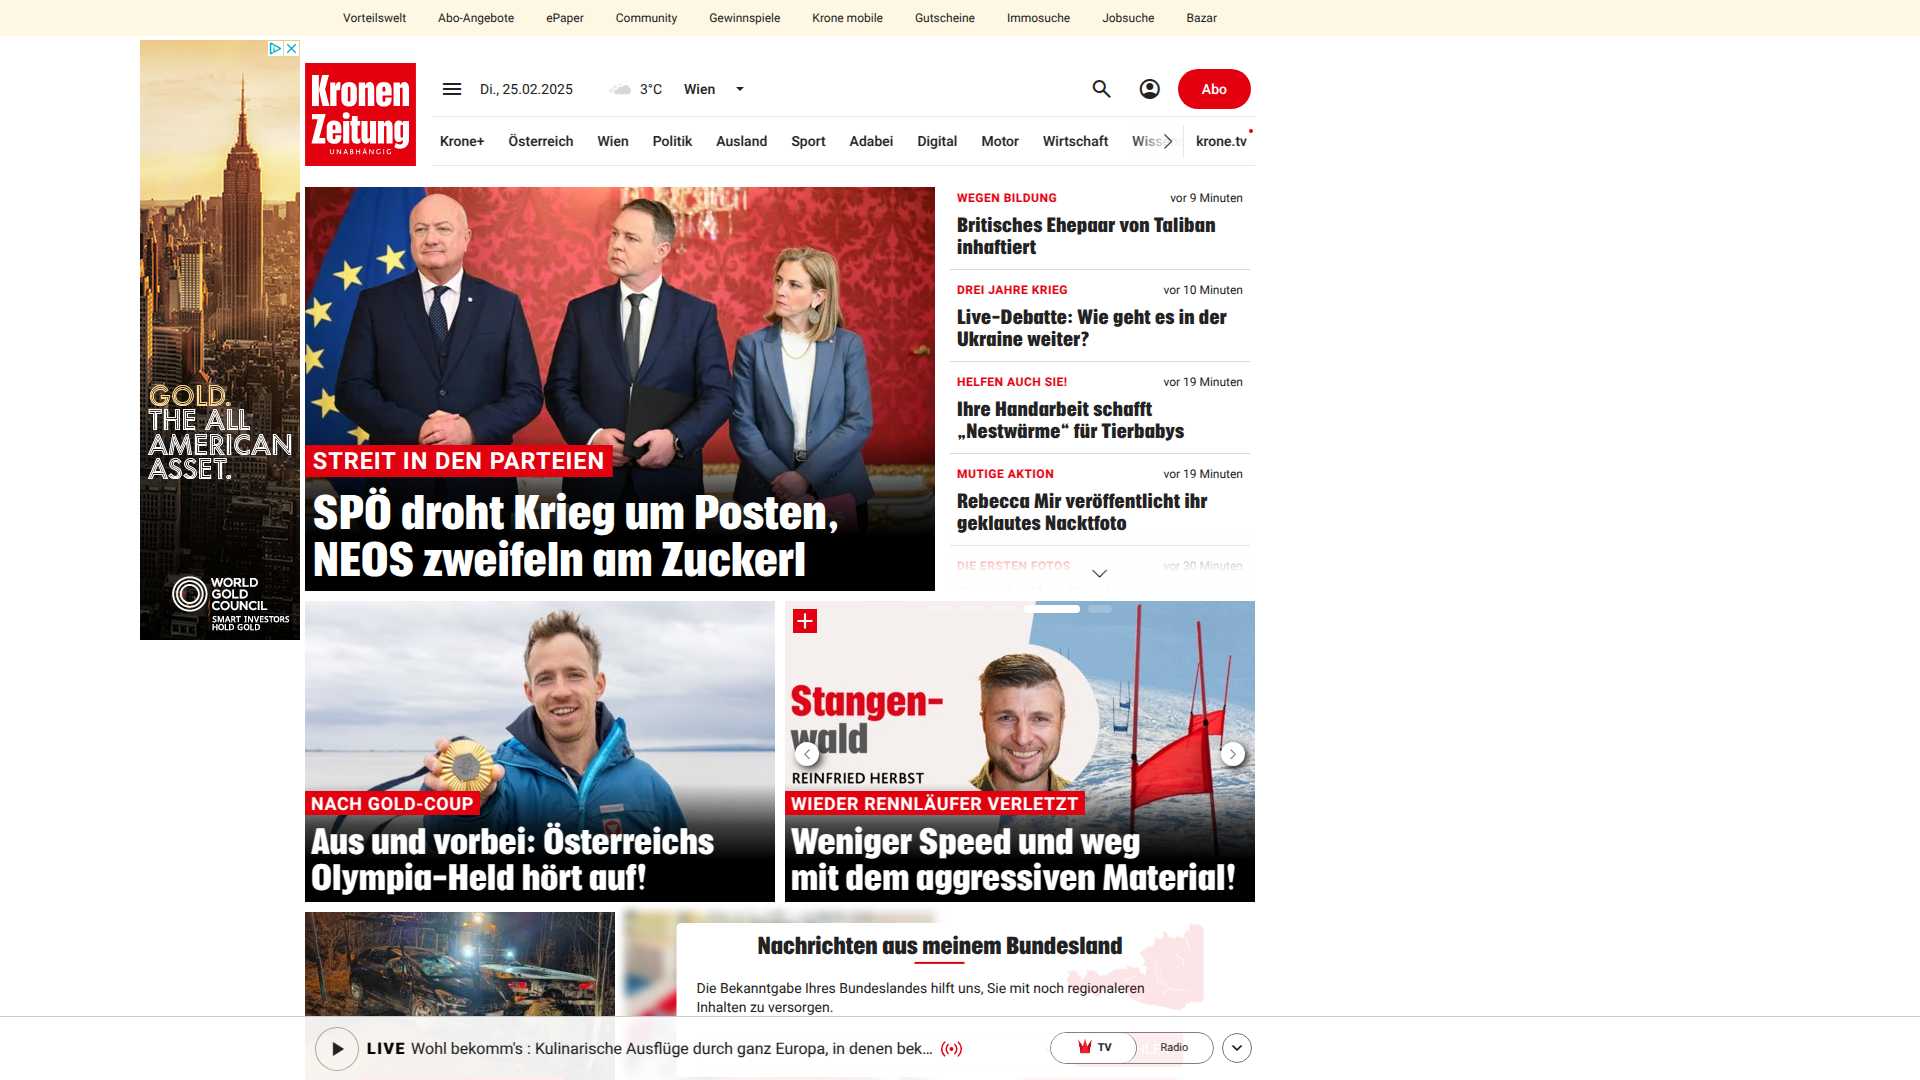 Vorteilswelt Abo-Angebote ePaper Community Gewinnspiele Krone mobile Gutscheine Immosuche Jobsuche Bazar
GOLD.
THE ALL
AMERICAN
ASSET.
WORLD
GOLD
COUNCIL
SMART INVESTORS
HOLD GOLD
Kronen
Zeitung
UNABHÄNGIG
Di., 25.02.2025 3°C Wien Abo
Krone+ Österreich Wien Politik Ausland Sport Adabei Digital Motor Wirtschaft krone.tv
STREIT IN DEN PARTEIEN
SPÖ droht Krieg um Posten,
NEOS zweifeln am Zuckerl
WEGEN BILDUNG vor 9 Minuten
Britisches Ehepaar von Taliban
inhaftiert
DREI JAHRE KRIEG vor 10 Minuten
Live-Debatte: Wie geht es in der
Ukraine weiter?
HELFEN AUCH SIE! vor 19 Minuten
Ihre Handarbeit schafft
„Nestwärme“ für Tierbabys
MUTIGE AKTION vor 19 Minuten
Rebecca Mir veröffentlicht ihr
geklautes Nacktfoto
DIE ERSTEN FOTOS vor 30 Minuten
NACH GOLD-COUP
Aus und vorbei: Österreichs
Olympia-Held hört auf!
Stangen-
wald
REINFRIED HERBST
WIEDER RENNLÄUFER VERLETZT
Weniger Speed und weg
mit dem aggressiven Material!
Nachrichten aus meinem Bundesland
Die Bekanntgabe Ihres Bundeslandes hilft uns, Sie mit noch regionaleren
Inhalten zu versorgen.
LIVE Wohl bekomm's : Kulinarische Ausflüge durch ganz Europa, in denen bek... TV Radio